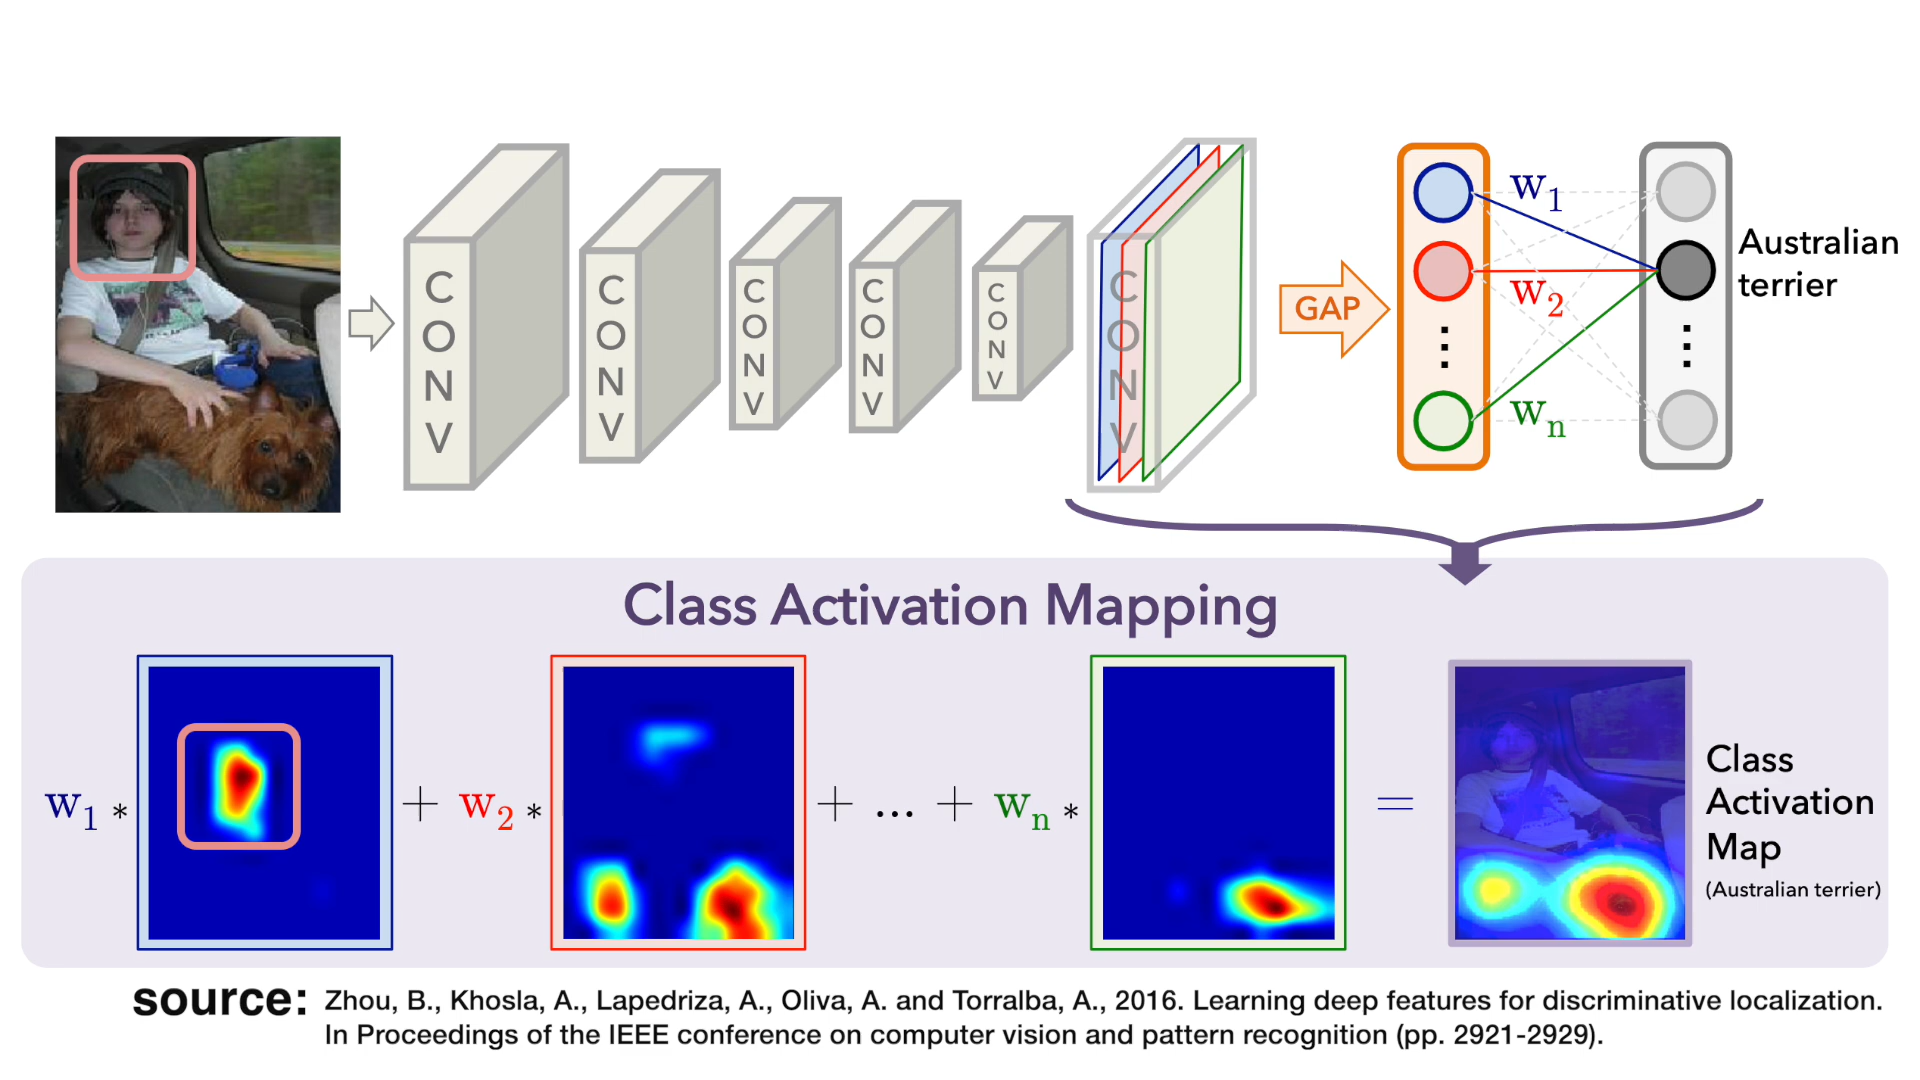 CONV
CONV
CONV
CONV
CONV
CONV
GAP
w1
w2
wn
Australian
terrier
Class Activation Mapping
w1 * + w2 * + ... + wn * =
Class
Activation
Map
(Australian terrier)
source: Zhou, B., Khosla, A., Lapedriza, A., Oliva, A. and Torralba, A., 2016. Learning deep features for discriminative localization.
In Proceedings of the IEEE conference on computer vision and pattern recognition (pp. 2921-2929).